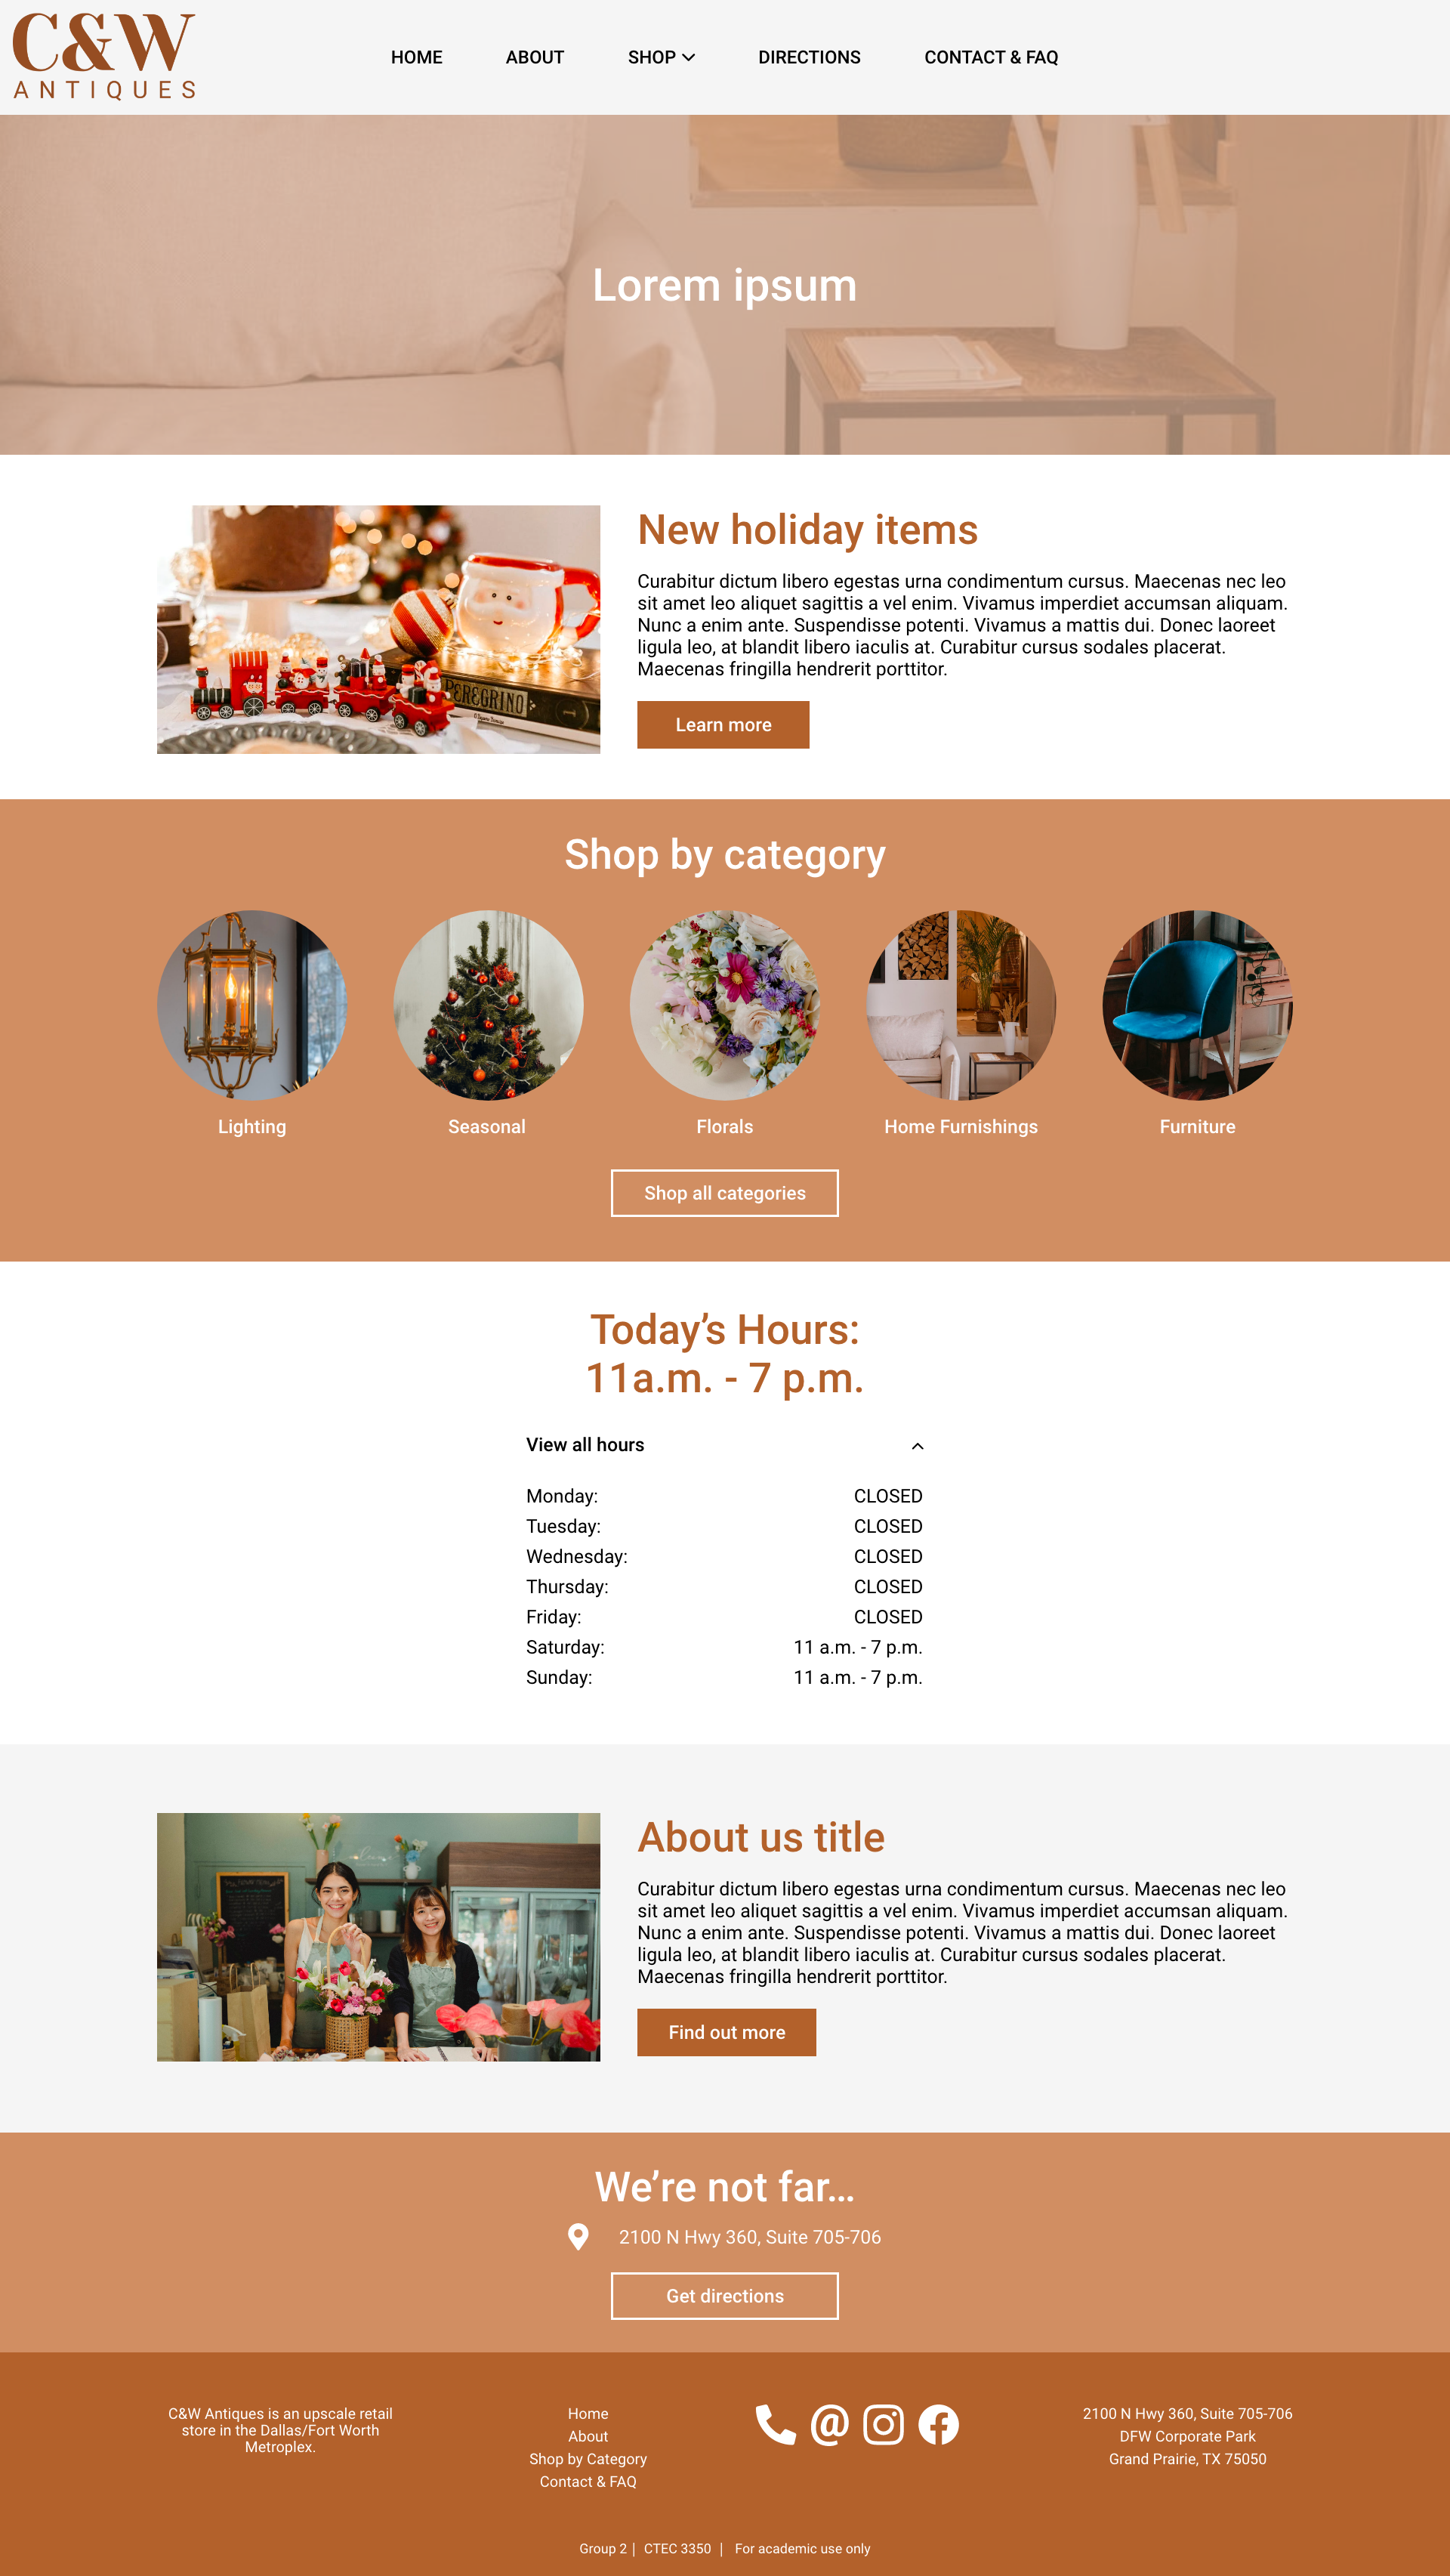 C&W
ANTIQUES
HOME ABOUT SHOP DIRECTIONS CONTACT & FAQ
Lorem ipsum
New holiday items
Curabitur dictum libero egestas urna condimentum cursus. Maecenas nec leo
sit amet leo aliquet sagittis a vel enim. Vivamus imperdiet accumsan aliquam.
Nunc a enim ante. Suspendisse potenti. Vivamus a mattis dui. Donec laoreet
ligula leo, at blandit libero iaculis at. Curabitur cursus sodales placerat.
Maecenas fringilla hendrerit porttitor.
PEREGRINO
Learn more
Shop by category
Lighting Seasonal Florals Home Furnishings Furniture
Shop all categories
Today’s Hours:
11a.m. - 7 p.m.
View all hours
Monday: CLOSED
Tuesday: CLOSED
Wednesday: CLOSED
Thursday: CLOSED
Friday: CLOSED
Saturday: 11 a.m. - 7 p.m.
Sunday: 11 a.m. - 7 p.m.
About us title
Curabitur dictum libero egestas urna condimentum cursus. Maecenas nec leo
sit amet leo aliquet sagittis a vel enim. Vivamus imperdiet accumsan aliquam.
Nunc a enim ante. Suspendisse potenti. Vivamus a mattis dui. Donec laoreet
ligula leo, at blandit libero iaculis at. Curabitur cursus sodales placerat.
Maecenas fringilla hendrerit porttitor.
Find out more
We’re not far...
2100 N Hwy 360, Suite 705-706
Get directions
C&W Antiques is an upscale retail
store in the Dallas/Fort Worth
Metroplex.
Home
About
Shop by Category
Contact & FAQ
@
2100 N Hwy 360, Suite 705-706
DFW Corporate Park
Grand Prairie, TX 75050
Group 2 | CTEC 3350 | For academic use only